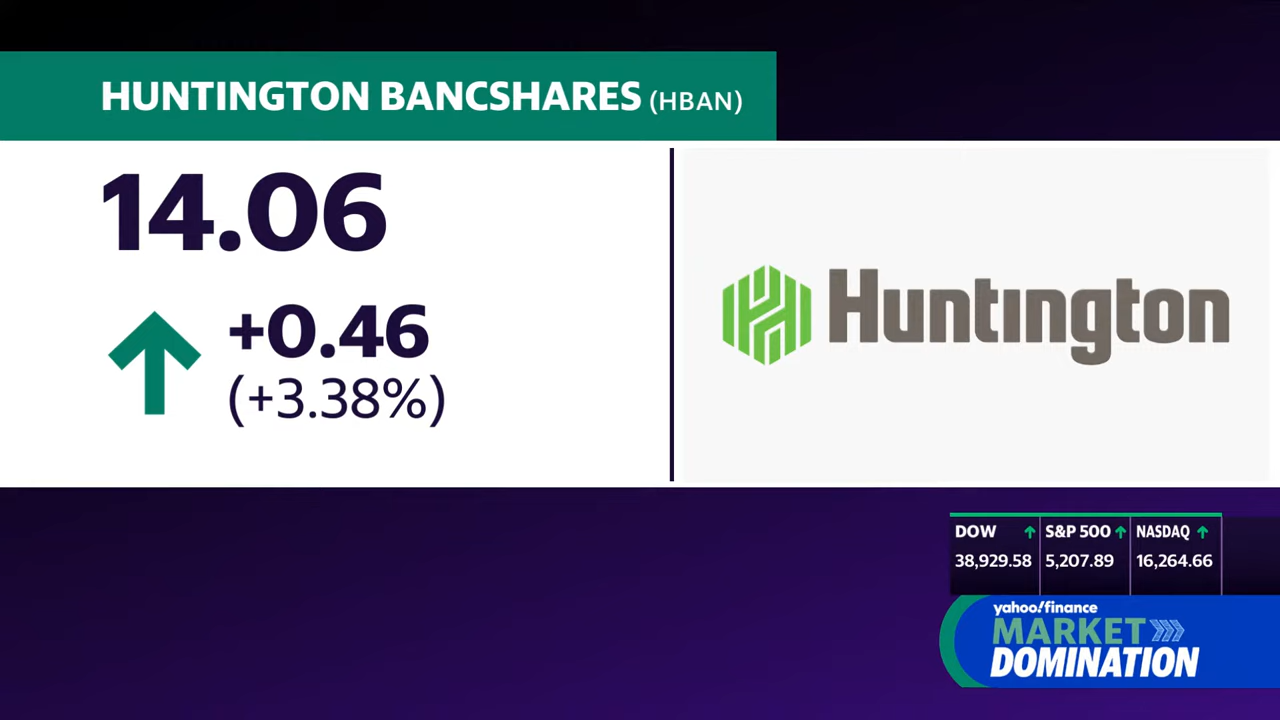 HUNTINGTON BANCSHARES (HBAN)
14.06
+0.46
(+3.38%)
Huntington
DOW S&P 500 NASDAQ
38,929.58 5,207.89 16,264.66
yahoo!finance
MARKET
DOMINATION